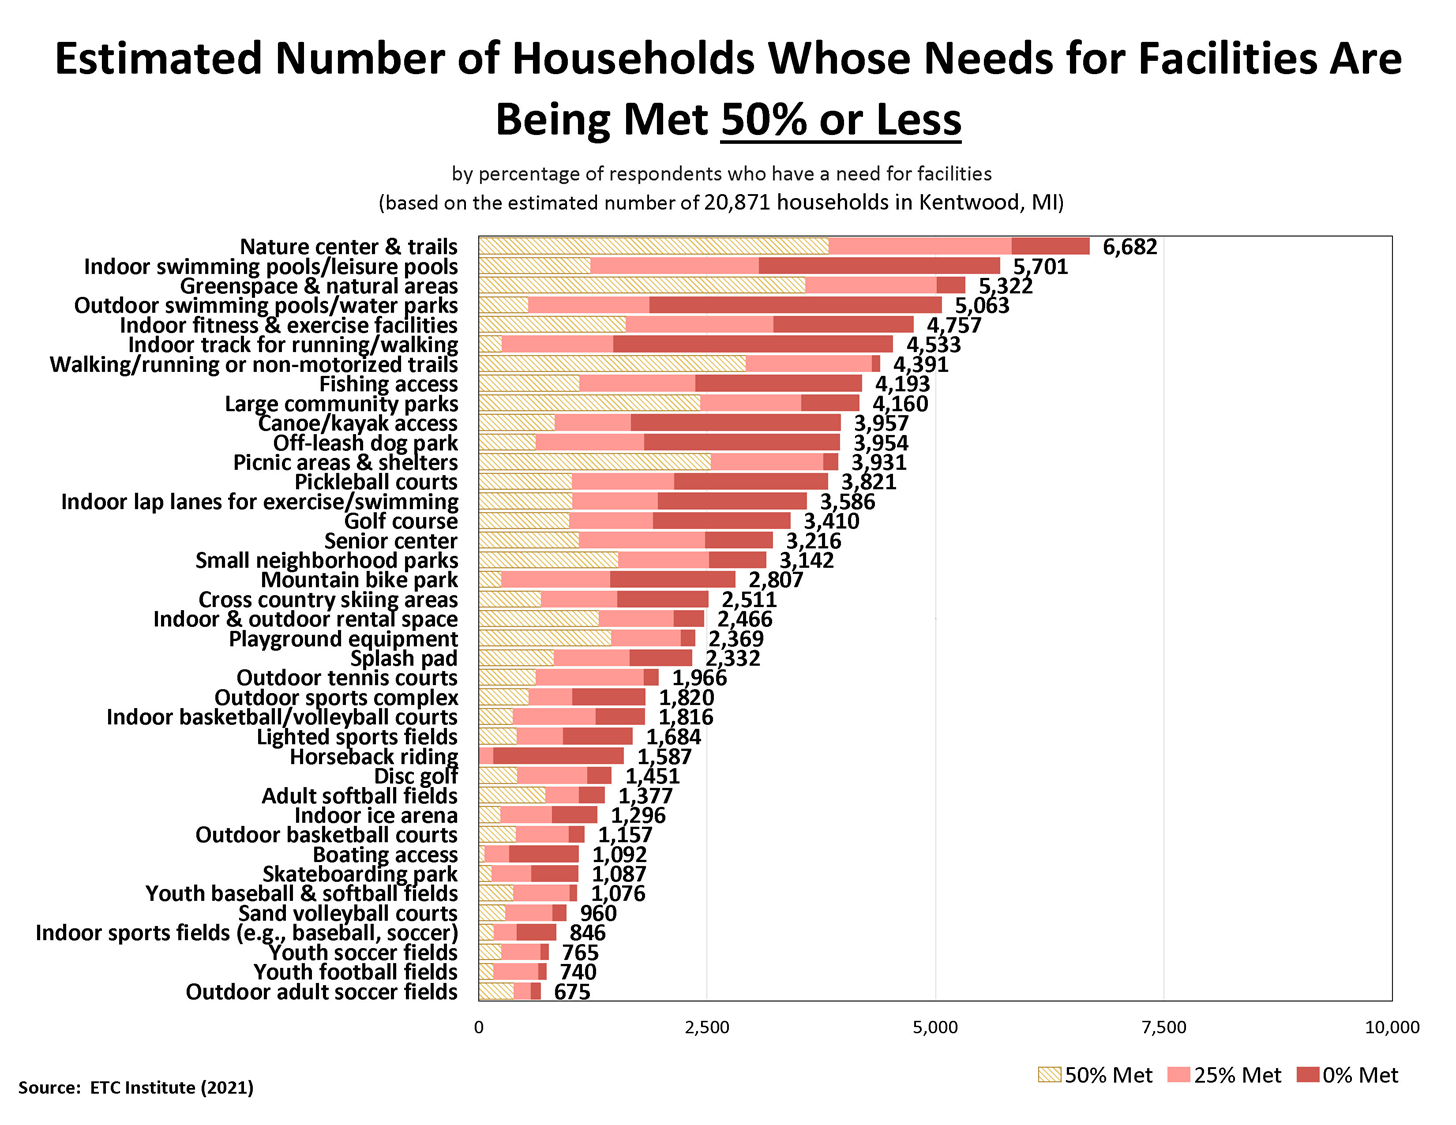 Estimated Number of Households Whose Needs for Facilities Are
Being Met 50% or Less
by percentage of respondents who have a need for facilities
(based on the estimated number of 20,871 households in Kentwood, MI)
Nature center & trails 6,682
Indoor swimming pools/leisure pools 5,701
Greenspace & natural areas 5,322
Outdoor swimming pools/water parks 5,063
Indoor fitness & exercise facilities 4,757
Indoor track for running/walking 4,533
Walking/running or non-motorized trails 4,391
Fishing access 4,193
Large community parks 4,160
Canoe/kayak access 3,957
Off-leash dog park 3,954
Picnic areas & shelters 3,931
Pickleball courts 3,821
Indoor lap lanes for exercise/swimming 3,586
Golf course 3,410
Senior center 3,216
Small neighborhood parks 3,142
Mountain bike park 2,807
Cross country skiing areas 2,511
Indoor & outdoor rental space 2,466
Playground equipment 2,369
Splash pad 2,332
Outdoor tennis courts 1,966
Outdoor sports complex 1,820
Indoor basketball/volleyball courts 1,816
Lighted sports fields 1,684
Horseback riding 1,587
Disc golf 1,451
Adult softball fields 1,377
Indoor ice arena 1,296
Outdoor basketball courts 1,157
Boating access 1,092
Skateboarding park 1,087
Youth baseball & softball fields 1,076
Sand volleyball courts 960
Indoor sports fields (e.g., baseball, soccer) 846
Youth soccer fields 765
Youth football fields 740
Outdoor adult soccer fields 675
0 2,500 5,000 7,500 10,000
50% Met 25% Met 0% Met
Source: ETC Institute (2021)